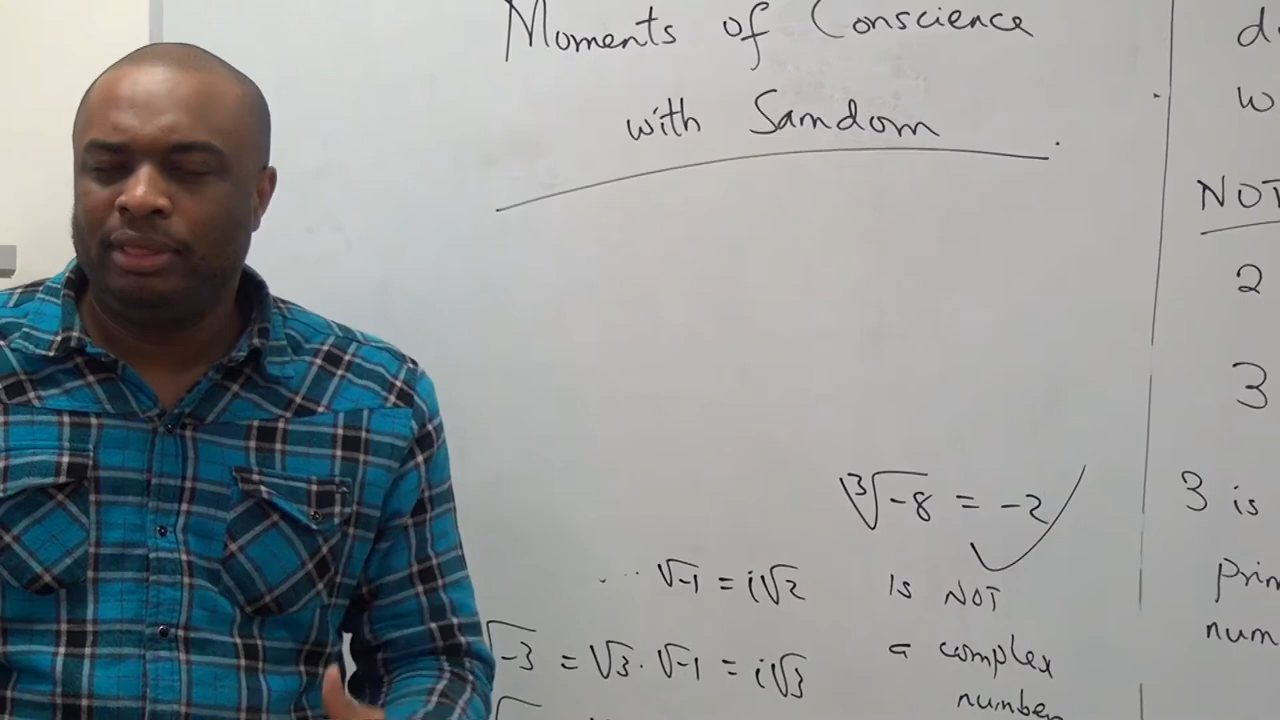 Moments of Conscience
with Samdom.
∛-8 = -2
... √-1 = i√2
is NOT
√-3 = √3 . √-1 = i√3
a complex
number
d
w
NOT
2
3
3 is
prim
num